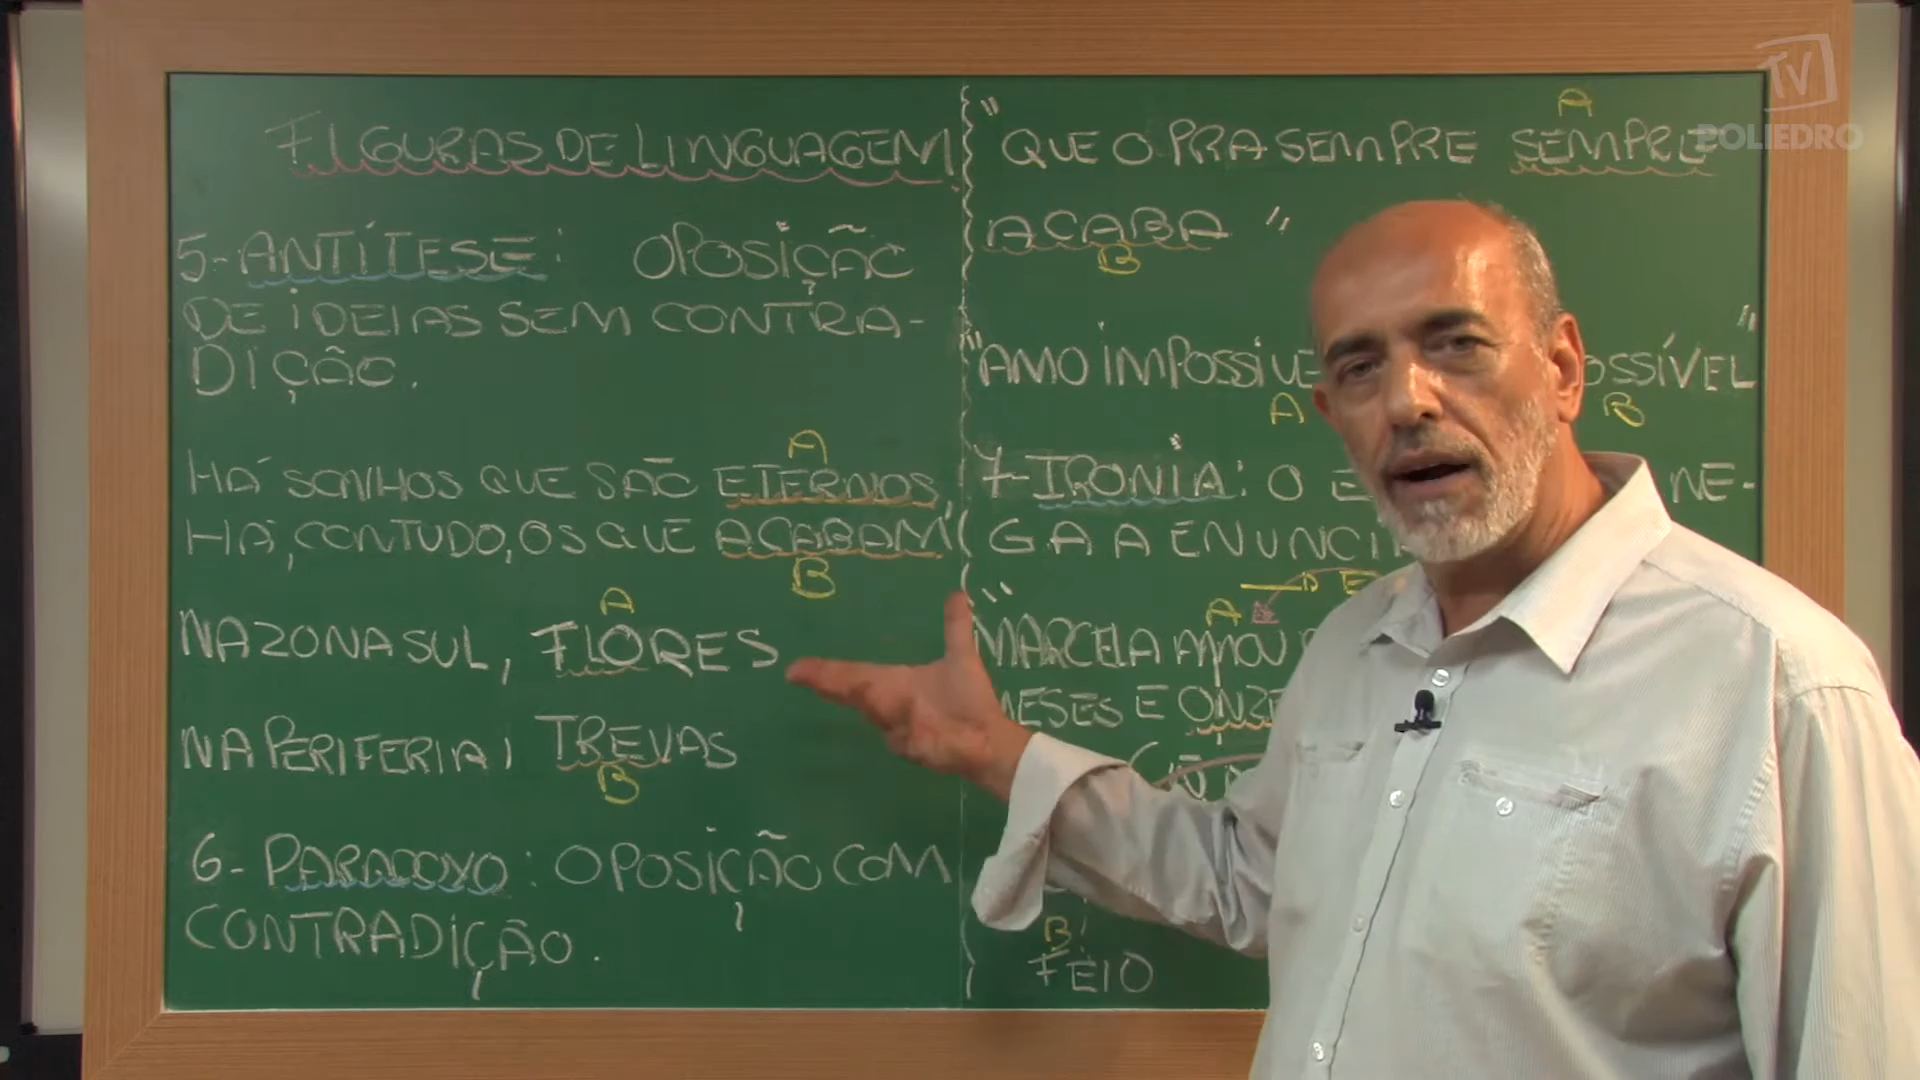 FIGURAS DE LINGUAGEM
5- ANTÍTESE: OPOSIÇÃO
DE IDEIAS SEM CONTRA-
DIÇÃO.
A
HÁ SONHOS QUE SÃO ETERNOS,
HÁ, CONTUDO, OS QUE ACABAM
B
A
NA ZONA SUL, FLORES
NA PERIFERIA, TREVAS
B
6- PARADOXO: OPOSIÇÃO COM
CONTRADIÇÃO.
A
"QUE O PRA SEMPRE SEMPRE
ACABA"
B
"AMO IMPOSSÍVE OSSÍVEL"
A B
7- IRONIA: O NE-
GA A ENUNCI
A
"MARCELA AMOU
MESES E ONZE
B
FEIO
TV
POLIEDRO